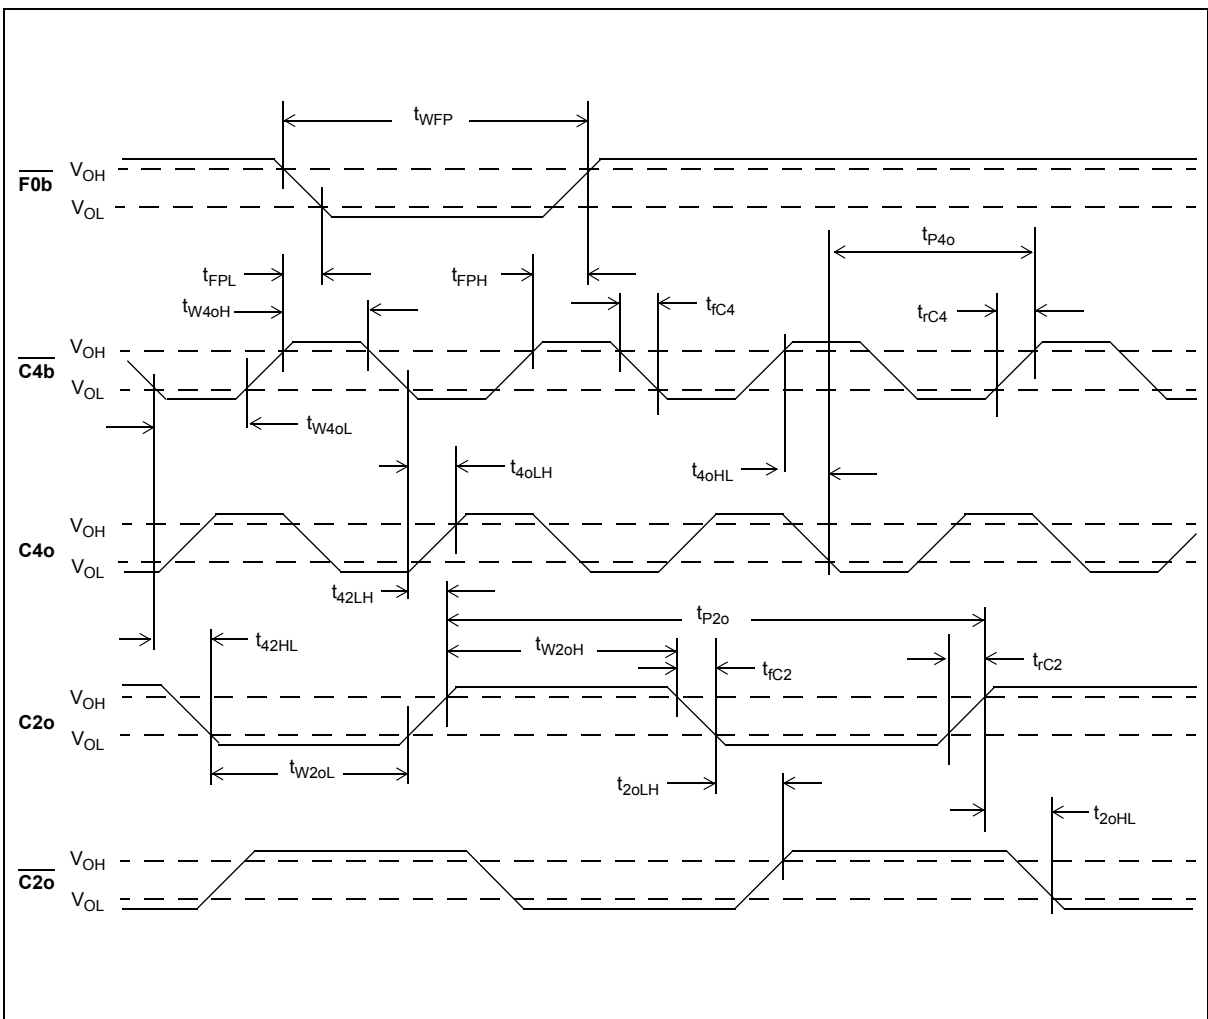 tWFP
F0b
VOH
VOL
tP4o
tFPL
tFPH
tW4oH
tfC4
trC4
C4b
VOH
VOL
tW4oL
t4oLH
t4oHL
C4o
VOH
VOL
t42LH
tP2o
t42HL
tW2oH
tfC2
trC2
C2o
VOH
VOL
tW2oL
t2oLH
t2oHL
C2o
VOH
VOL